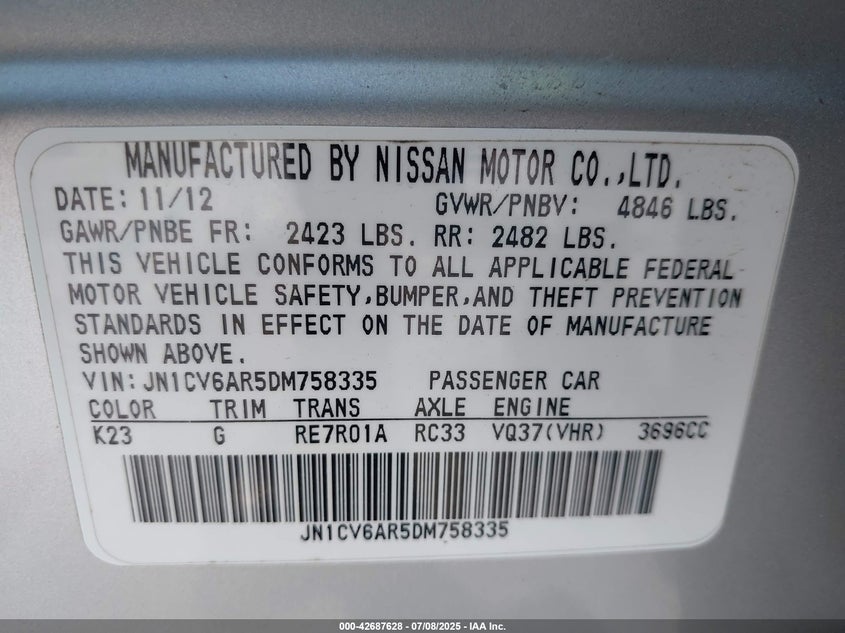 MANUFACTURED BY NISSAN MOTOR CO.,LTD.
DATE: 11/12 GVWR/PNBV: 4846 LBS.
GAWR/PNBE FR: 2423 LBS. RR: 2482 LBS.
THIS VEHICLE CONFORMS TO ALL APPLICABLE FEDERAL
MOTOR VEHICLE SAFETY,BUMPER,AND THEFT PREVENTION
STANDARDS IN EFFECT ON THE DATE OF MANUFACTURE
SHOWN ABOVE.
VIN: JN1CV6AR5DM758335 PASSENGER CAR
COLOR TRIM TRANS AXLE ENGINE
K23 G RE7R01A RC33 VQ37(VHR) 3696CC
JN1CV6AR5DM758335
000-42687628 - 07/08/2025 - IAA Inc.